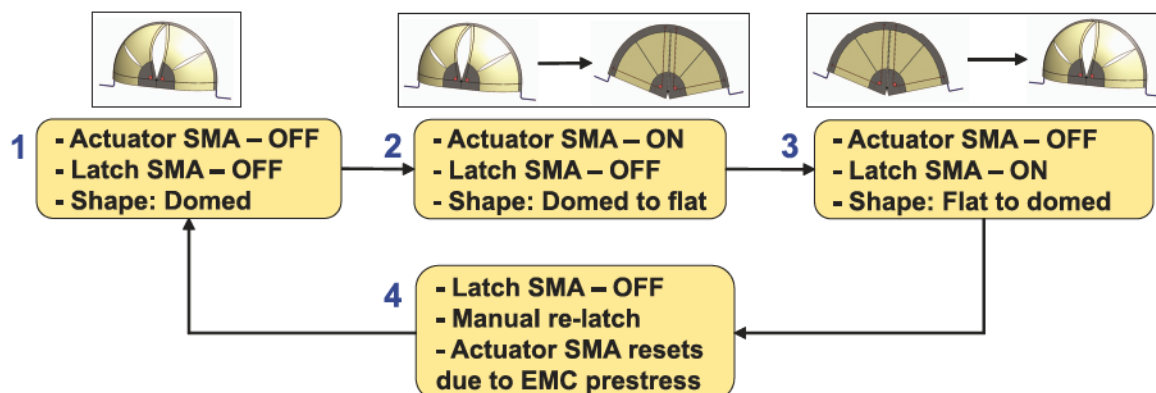 1
- Actuator SMA – OFF
- Latch SMA – OFF
- Shape: Domed
2
- Actuator SMA – ON
- Latch SMA – OFF
- Shape: Domed to flat
3
- Actuator SMA – OFF
- Latch SMA – ON
- Shape: Flat to domed
4
- Latch SMA – OFF
- Manual re-latch
- Actuator SMA resets
due to EMC prestress